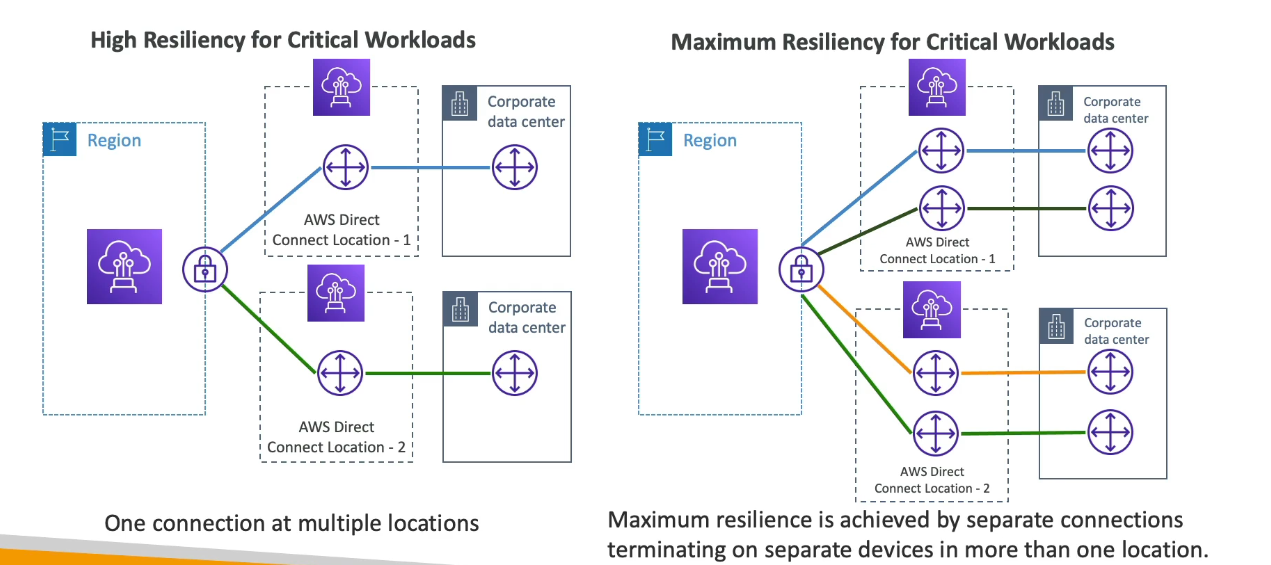 High Resiliency for Critical Workloads
Region
Corporate
data center
AWS Direct
Connect Location - 1
Corporate
data center
AWS Direct
Connect Location - 2
One connection at multiple locations
Maximum Resiliency for Critical Workloads
Region
Corporate
data center
AWS Direct
Connect Location - 1
Corporate
data center
AWS Direct
Connect Location - 2
Maximum resilience is achieved by separate connections
terminating on separate devices in more than one location.